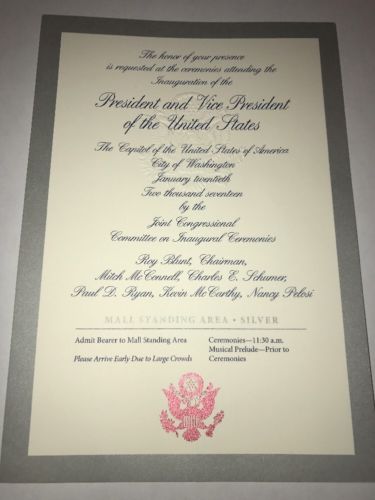 The honor of your presence
is requested at the ceremonies attending the
Inauguration of the
President and Vice President
of the United States
The Capitol of the United States of America
City of Washington
January twentieth
Two thousand seventeen
by the
Joint Congressional
Committee on Inaugural Ceremonies
Roy Blunt, Chairman,
Mitch McConnell, Charles E. Schumer,
Paul D. Ryan, Kevin McCarthy, Nancy Pelosi
MALL STANDING AREA • SILVER
Admit Bearer to Mall Standing Area
Please Arrive Early Due to Large Crowds
Ceremonies—11:30 a.m.
Musical Prelude—Prior to
Ceremonies